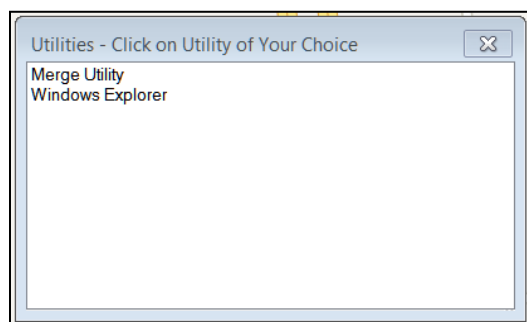 Utilities - Click on Utility of Your Choice
Merge Utility
Windows Explorer